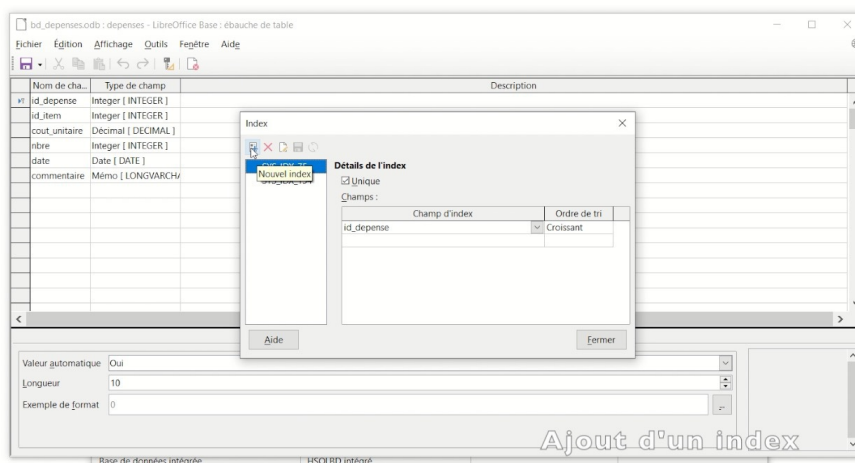 bd_depenses.odb : depenses - LibreOffice Base : ébauche de table
Fichier Édition Affichage Outils Fenêtre Aide
Nom de cha... Type de champ Description
id_depense Integer [ INTEGER ]
id_item Integer [ INTEGER ]
cout_unitaire Décimal [ DECIMAL ]
nbre Integer [ INTEGER ]
date Date [ DATE ]
commentaire Mémo [ LONGVARCHA
Index
Nouvel index
Détails de l'index
Unique
Champs :
Champ d'index Ordre de tri
id_depense Croissant
Aide Fermer
Valeur automatique Oui
Longueur 10
Exemple de format 0
...
Ajout d'un index
Base de données intégrée HSQLBD intégré